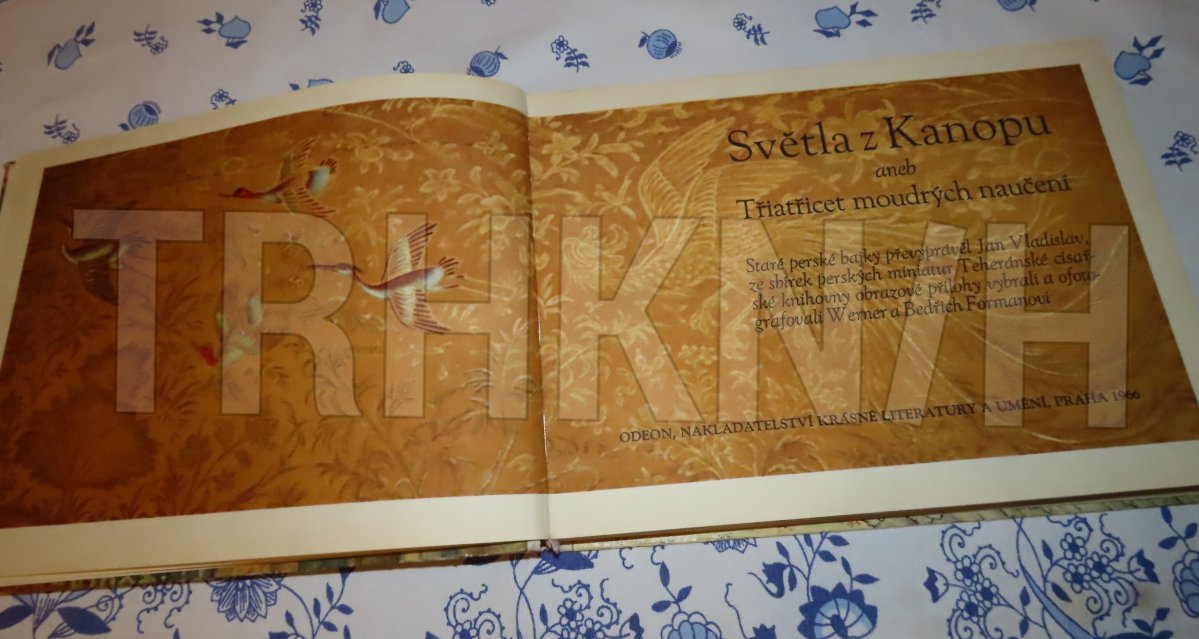 Světla z Kanopu
aneb
Třiatřicet moudrých naučení
Staré perské bajky převyprávěl Jan Vladislav,
ze sbírek perských miniatur Teheránské císař-
ské knihovny obrazové přílohy vybrali a ofoto-
grafovali Werner a Bedřich Formanovi
ODEON, NAKLADATELSTVÍ KRÁSNÉ LITERATURY A UMĚNÍ, PRAHA 1966
TRHKN/H